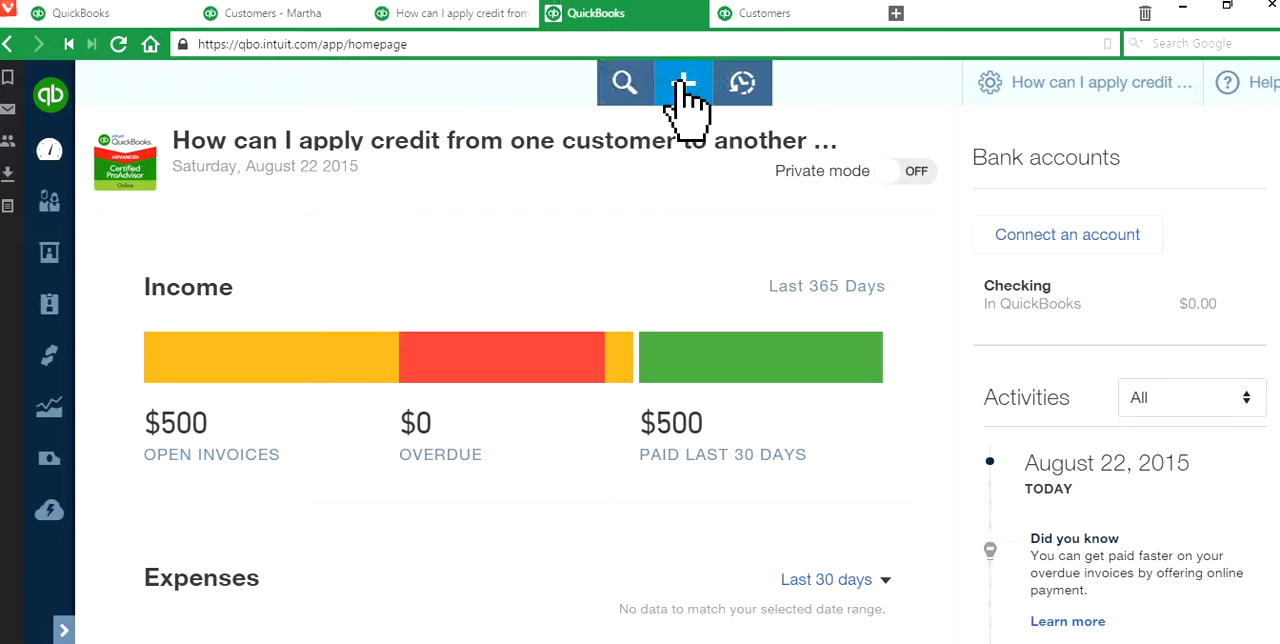 QuickBooks
Customers - Martha
How can I apply credit from
QuickBooks
Customers
https://qbo.intuit.com/app/homepage
Search Google
qb
How can I apply credit ...
Help
intuit
QuickBooks.
ADVANCED
Certified
ProAdvisor
Online
How can I apply credit from one customer to another ...
Saturday, August 22 2015
Private mode
OFF
Bank accounts
Connect an account
Checking
In QuickBooks
$0.00
Income
Last 365 Days
$500
OPEN INVOICES
$0
OVERDUE
$500
PAID LAST 30 DAYS
Activities
All
August 22, 2015
TODAY
Did you know
You can get paid faster on your
overdue invoices by offering online
payment.
Learn more
Expenses
Last 30 days
No data to match your selected date range.